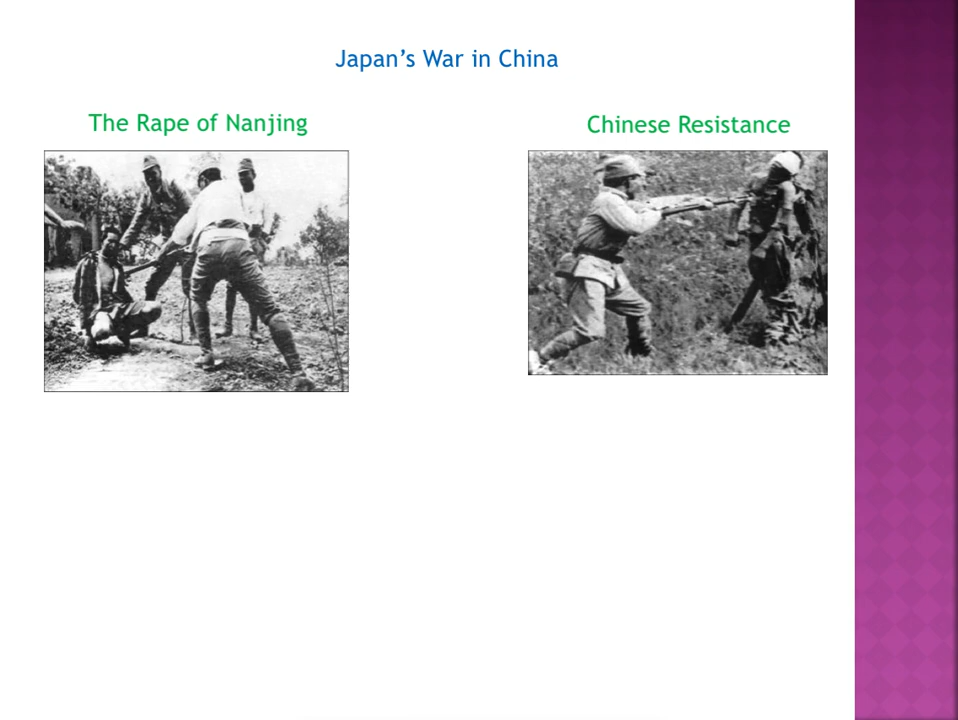 Japan’s War in China
The Rape of Nanjing
Chinese Resistance